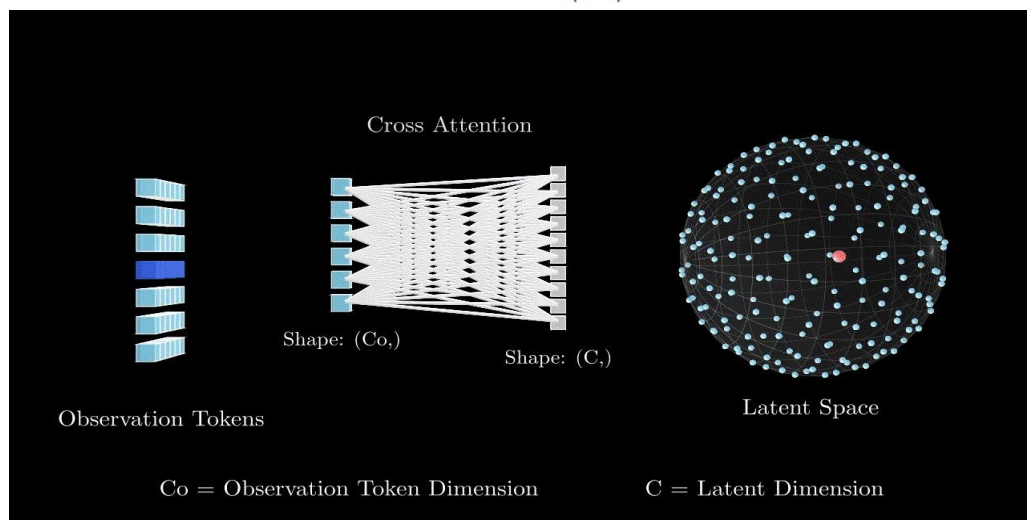 Cross Attention
Shape: (Co,)
Shape: (C,)
Observation Tokens
Latent Space
Co = Observation Token Dimension
C = Latent Dimension